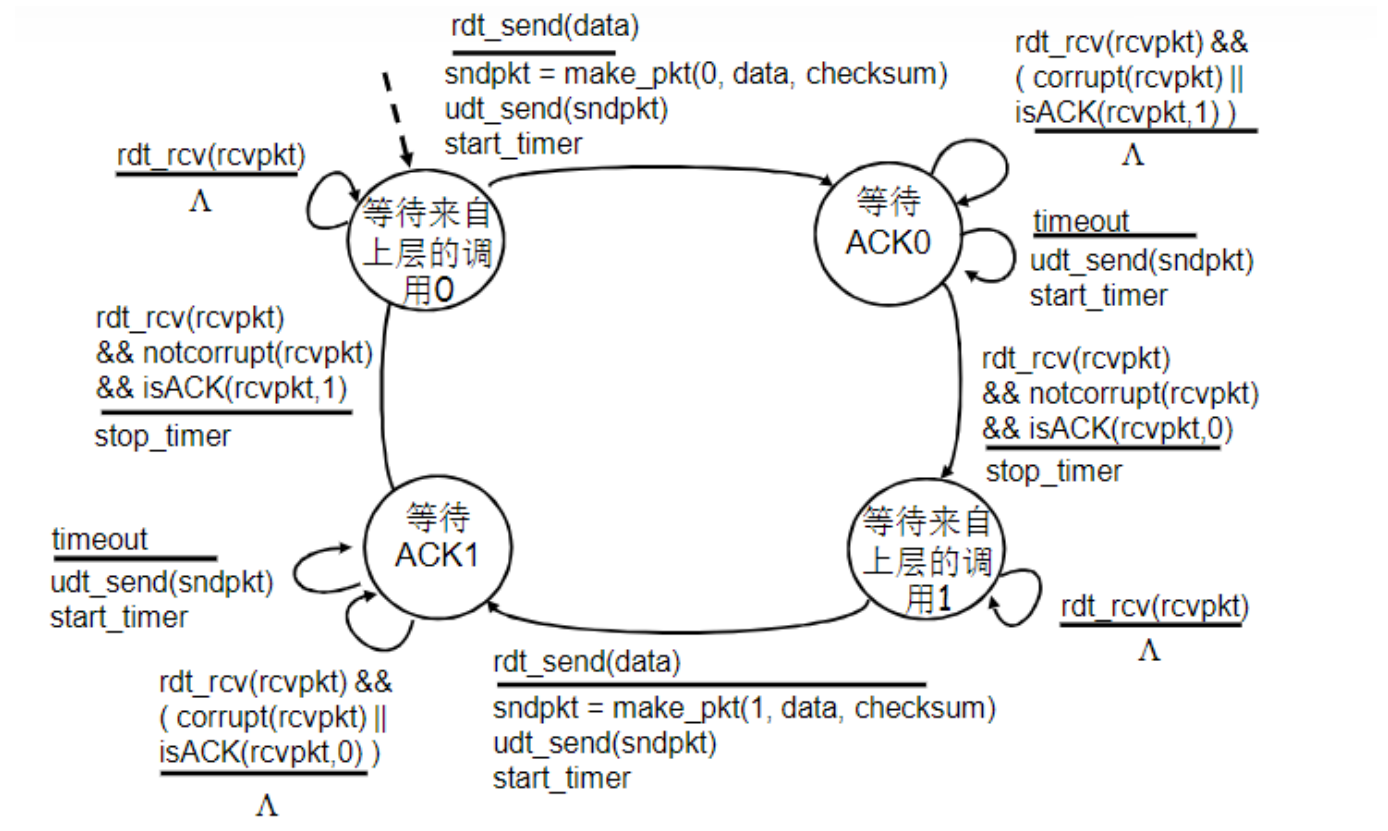 rdt_send(data)
sndpkt = make_pkt(0, data, checksum)
udt_send(sndpkt)
start_timer
rdt_rcv(rcvpkt) &&
( corrupt(rcvpkt) ||
isACK(rcvpkt,1) )
Λ
rdt_rcv(rcvpkt)
Λ
等待来自
上层的调
用0
等待
ACK0
timeout
udt_send(sndpkt)
start_timer
rdt_rcv(rcvpkt)
&& notcorrupt(rcvpkt)
&& isACK(rcvpkt,1)
stop_timer
rdt_rcv(rcvpkt)
&& notcorrupt(rcvpkt)
&& isACK(rcvpkt,0)
stop_timer
等待
ACK1
等待来自
上层的调
用1
timeout
udt_send(sndpkt)
start_timer
rdt_rcv(rcvpkt)
Λ
rdt_rcv(rcvpkt) &&
( corrupt(rcvpkt) ||
isACK(rcvpkt,0) )
Λ
rdt_send(data)
sndpkt = make_pkt(1, data, checksum)
udt_send(sndpkt)
start_timer